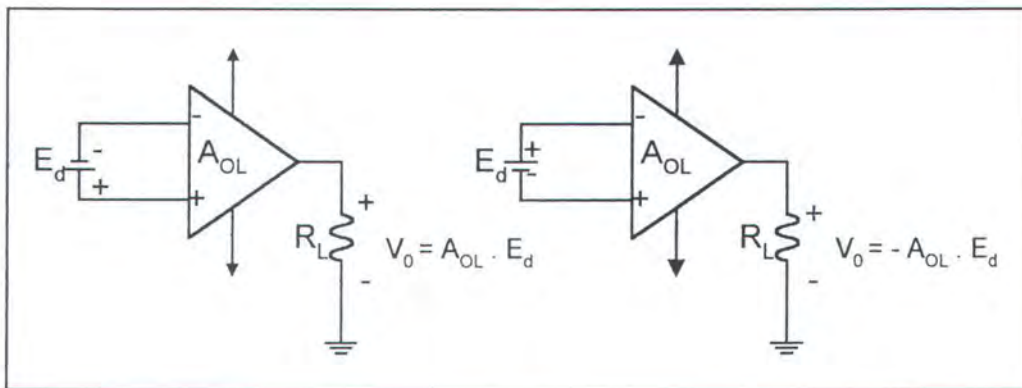 -
E_d
-
+
A_OL
+
R_L
+
-
V_0 = A_OL . E_d
-
E_d
+
-
A_OL
+
R_L
+
-
V_0 = - A_OL . E_d